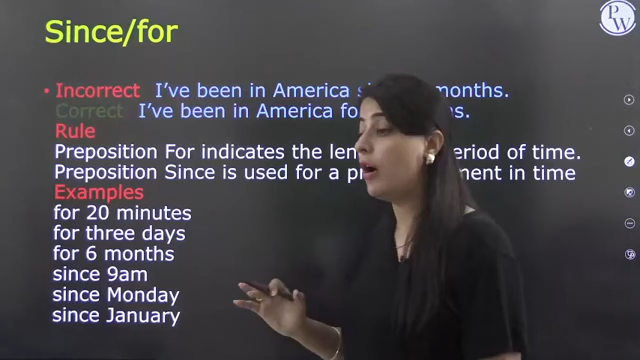 Since/for
PW
• Incorrect I've been in America months.
Correct I've been in America
Rule
Preposition For indicates the period of time.
Preposition Since is used for a in time
Examples
for 20 minutes
for three days
for 6 months
since 9am
since Monday
since January